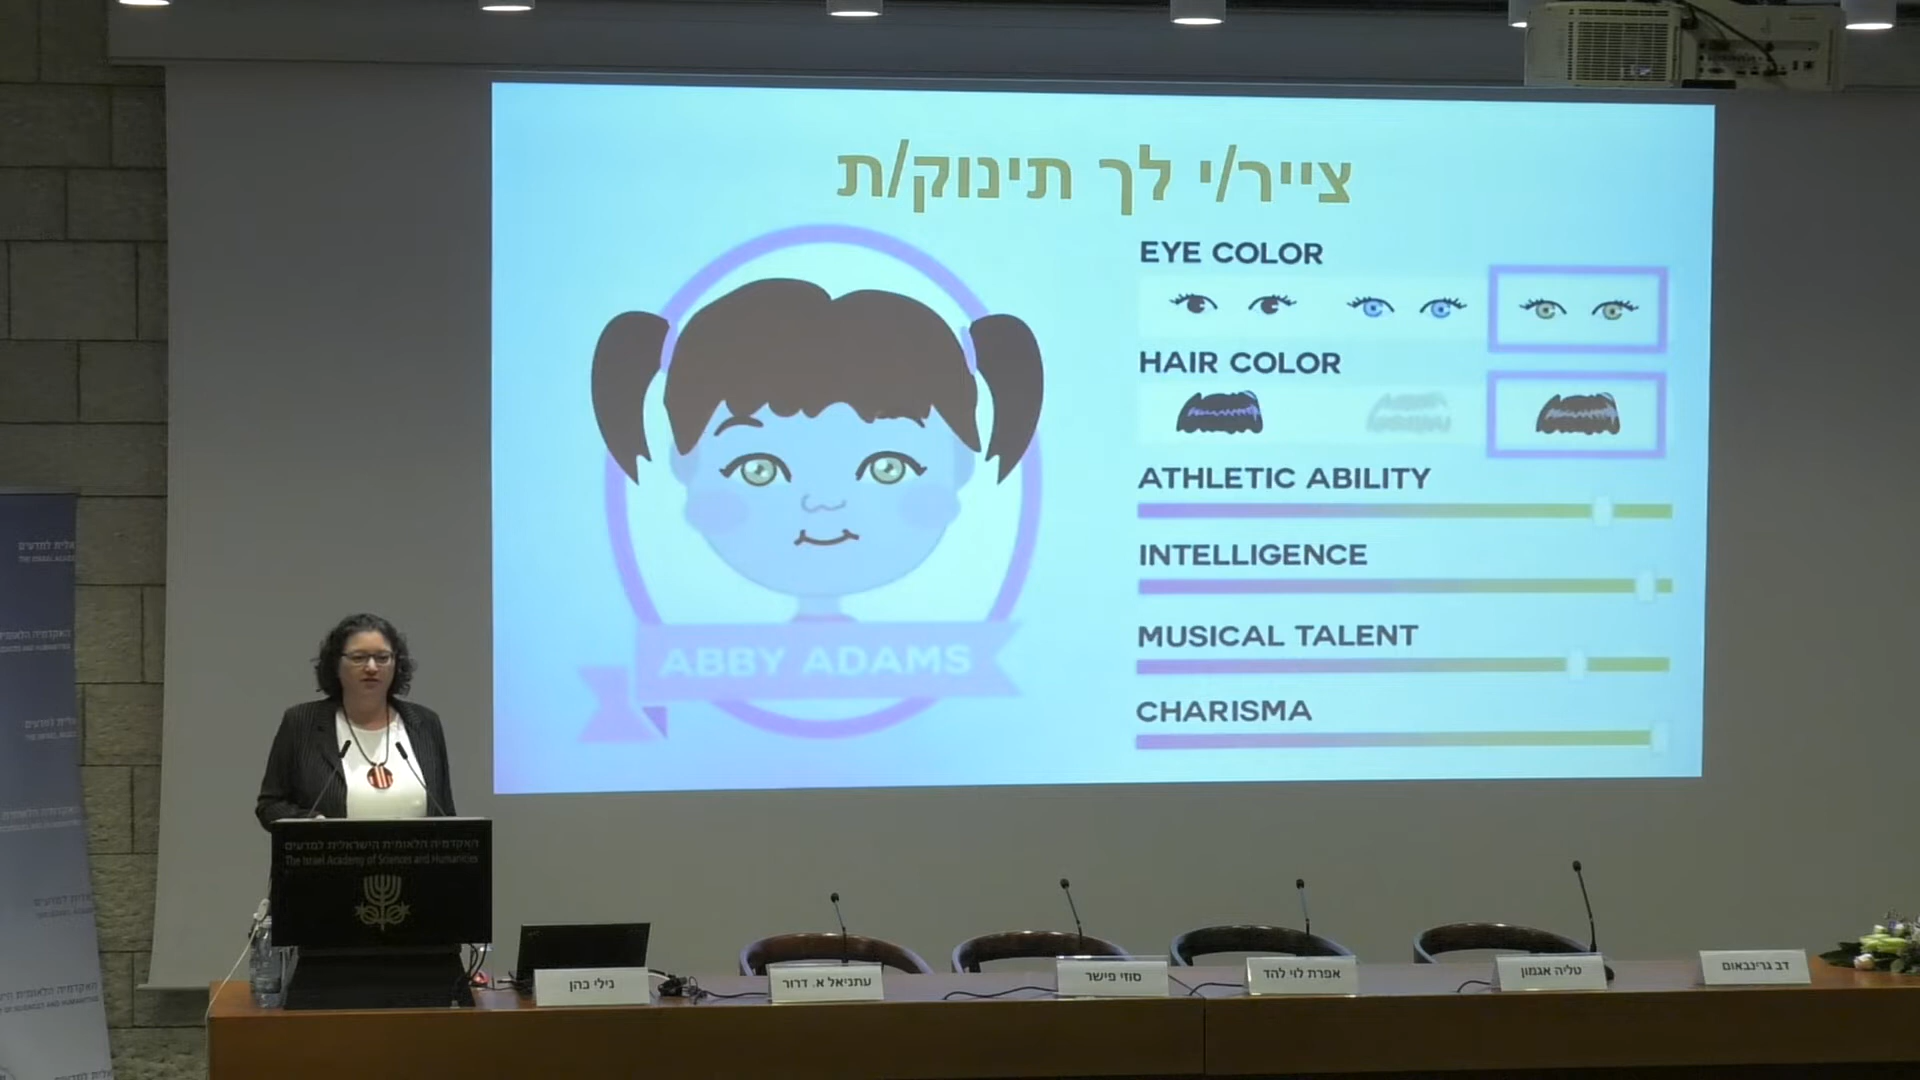 צייר/י לך תינוק/ת
EYE COLOR
HAIR COLOR
ATHLETIC ABILITY
INTELLIGENCE
MUSICAL TALENT
CHARISMA
ABBY ADAMS
האקדמיה הלאומית הישראלית למדעים
The Israel Academy of Sciences and Humanities
גילי כהן
עתניאל א. דרור
סוזי פישר
אפרת לוי להד
טליה אגמון
דב גרינבאום